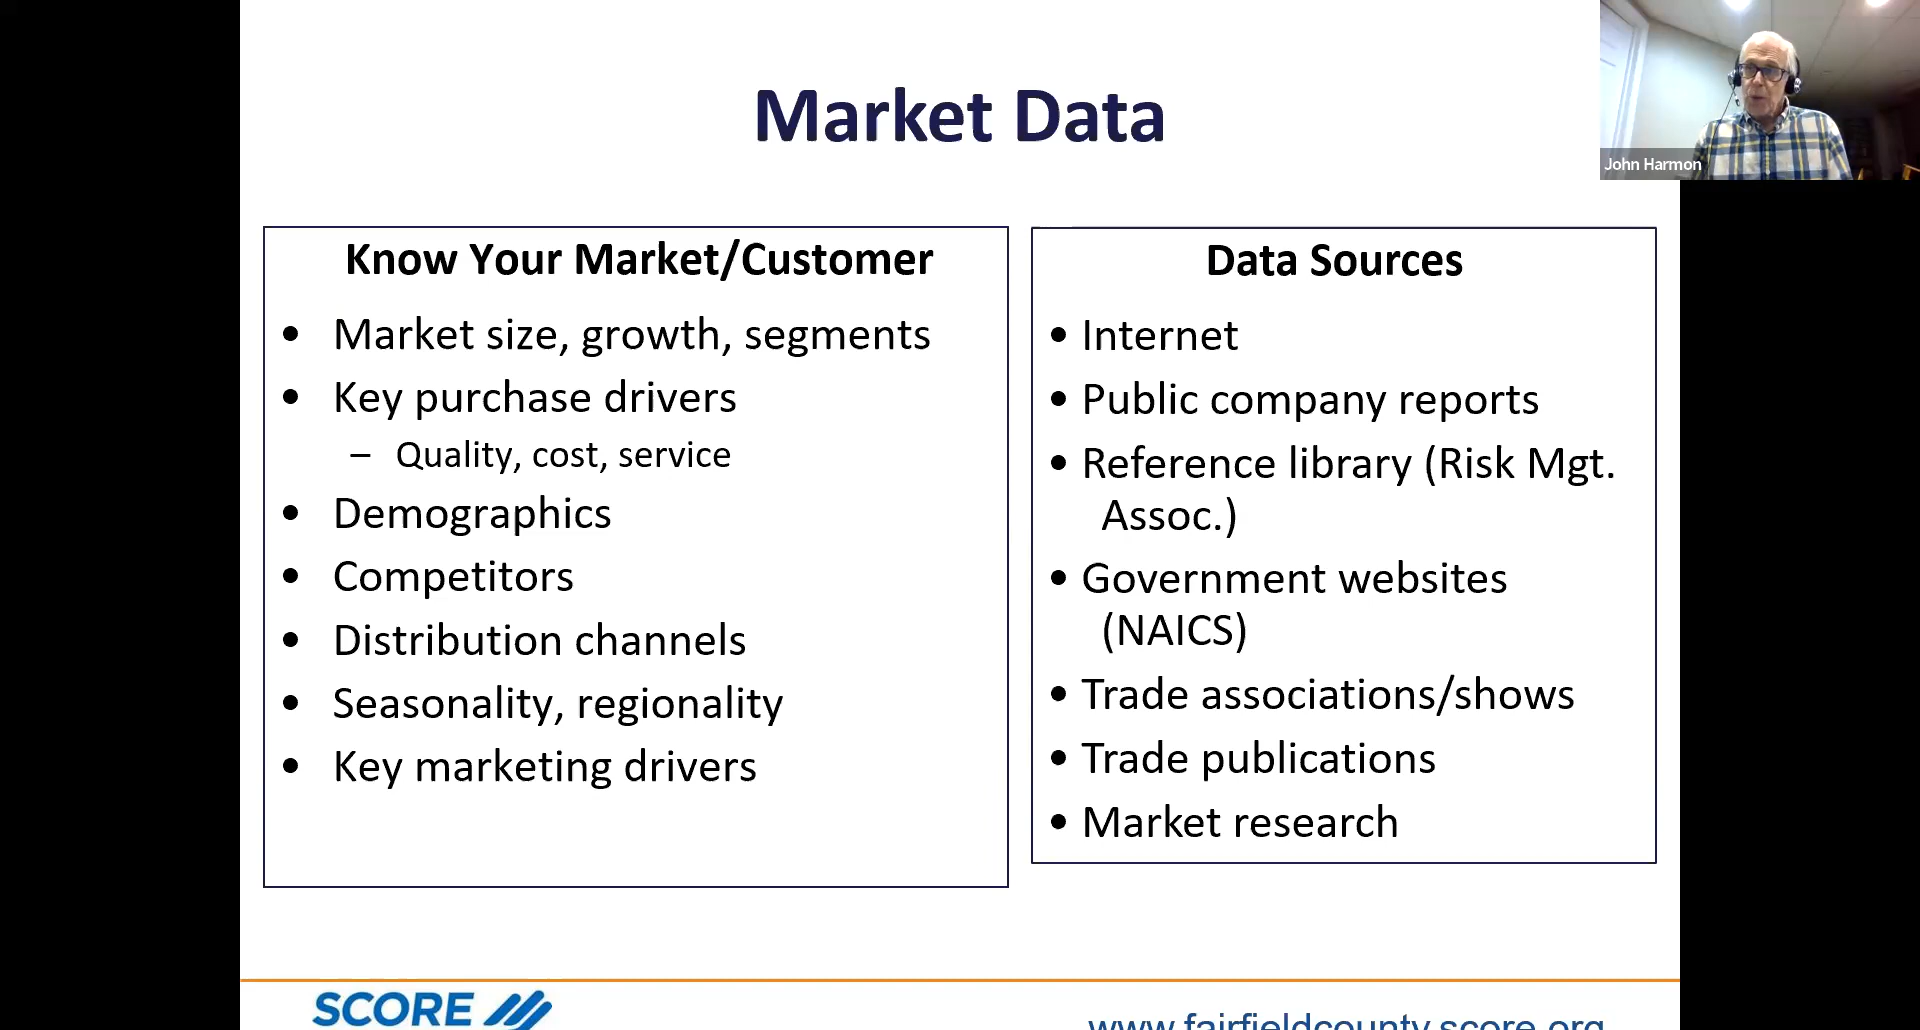 Market Data
John Harmon
Know Your Market/Customer
• Market size, growth, segments
• Key purchase drivers
– Quality, cost, service
• Demographics
• Competitors
• Distribution channels
• Seasonality, regionality
• Key marketing drivers
Data Sources
• Internet
• Public company reports
• Reference library (Risk Mgt.
Assoc.)
• Government websites
(NAICS)
• Trade associations/shows
• Trade publications
• Market research
SCORE
www.fairfieldcounty.score.org